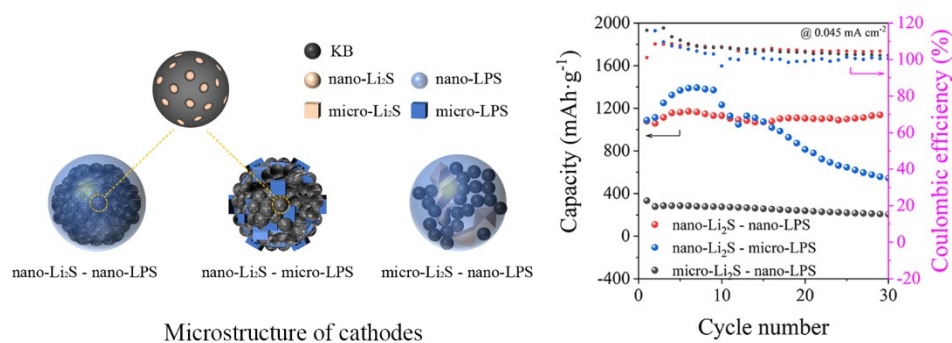 KB
nano-Li₂S
nano-LPS
micro-Li₂S
micro-LPS
nano-Li₂S - nano-LPS
nano-Li₂S - micro-LPS
micro-Li₂S - nano-LPS
Microstructure of cathodes
@ 0.045 mA cm⁻²
Capacity (mAh·g⁻¹)
2000
1600
1200
800
400
0
-400
nano-Li₂S - nano-LPS
nano-Li₂S - micro-LPS
micro-Li₂S - nano-LPS
0 10 20 30
Cycle number
120
100
80
60
40
20
0
-20
Coulombic efficiency (%)